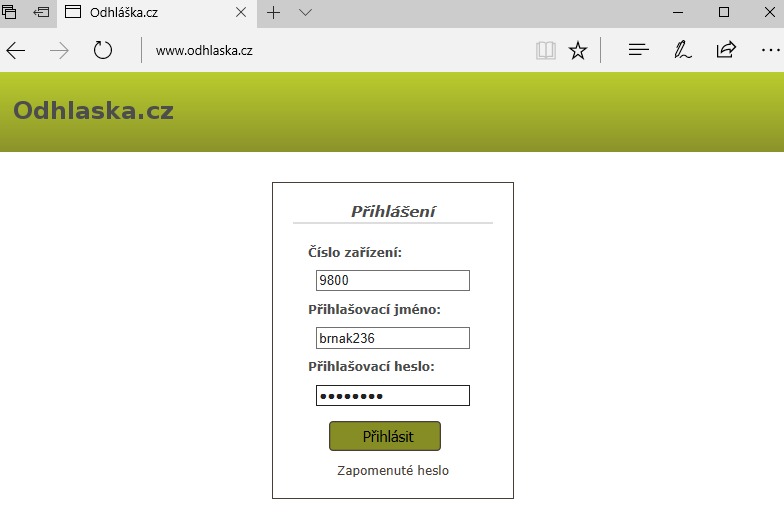 Odhláška.cz
www.odhlaska.cz
Odhlaska.cz
Přihlášení
Číslo zařízení:
9800
Přihlašovací jméno:
brnak236
Přihlašovací heslo:
••••••••
Přihlásit
Zapomenuté heslo